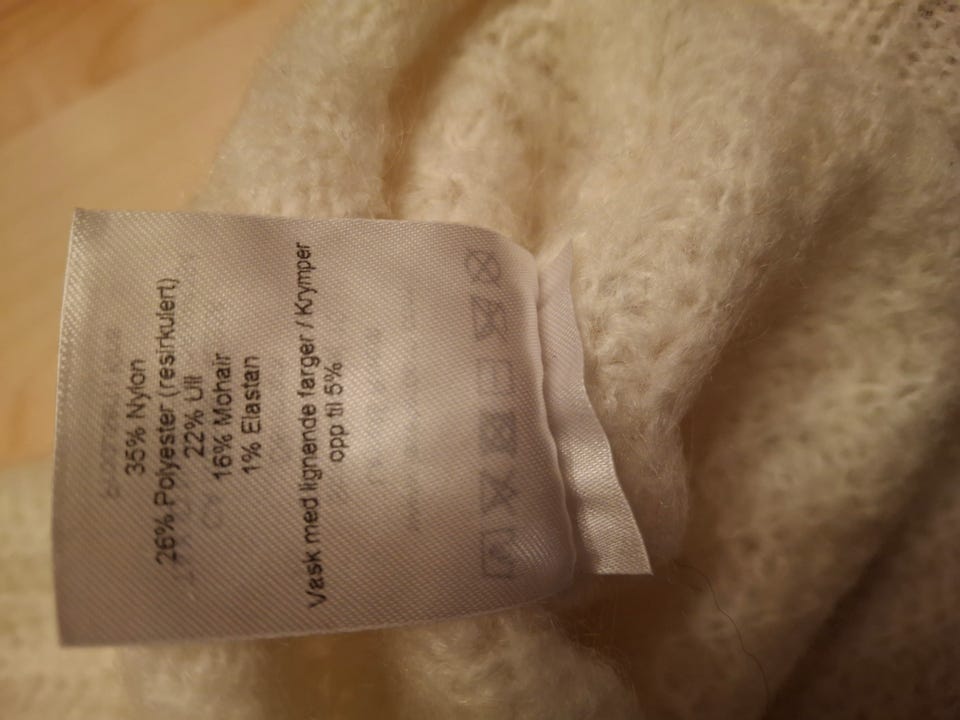 35% Nylon
26% Polyester (resirkulert)
22% Ull
16% Mohair
1% Elastan
Vask med lignende farger / Krymper
opp til 5%